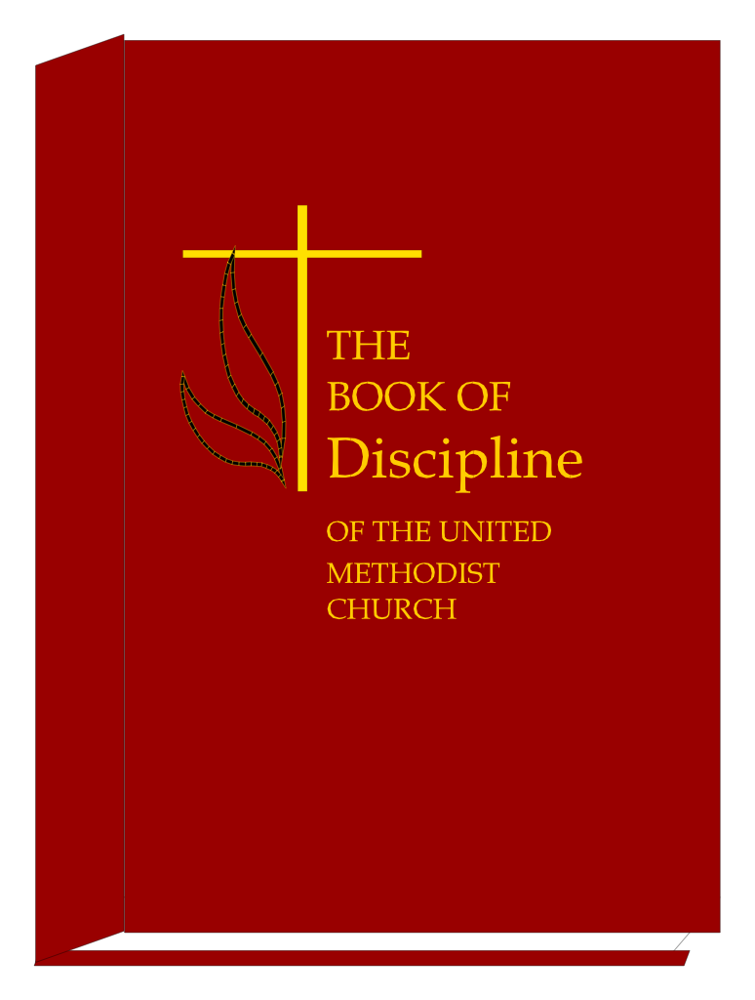 THE
BOOK OF
Discipline
OF THE UNITED
METHODIST
CHURCH